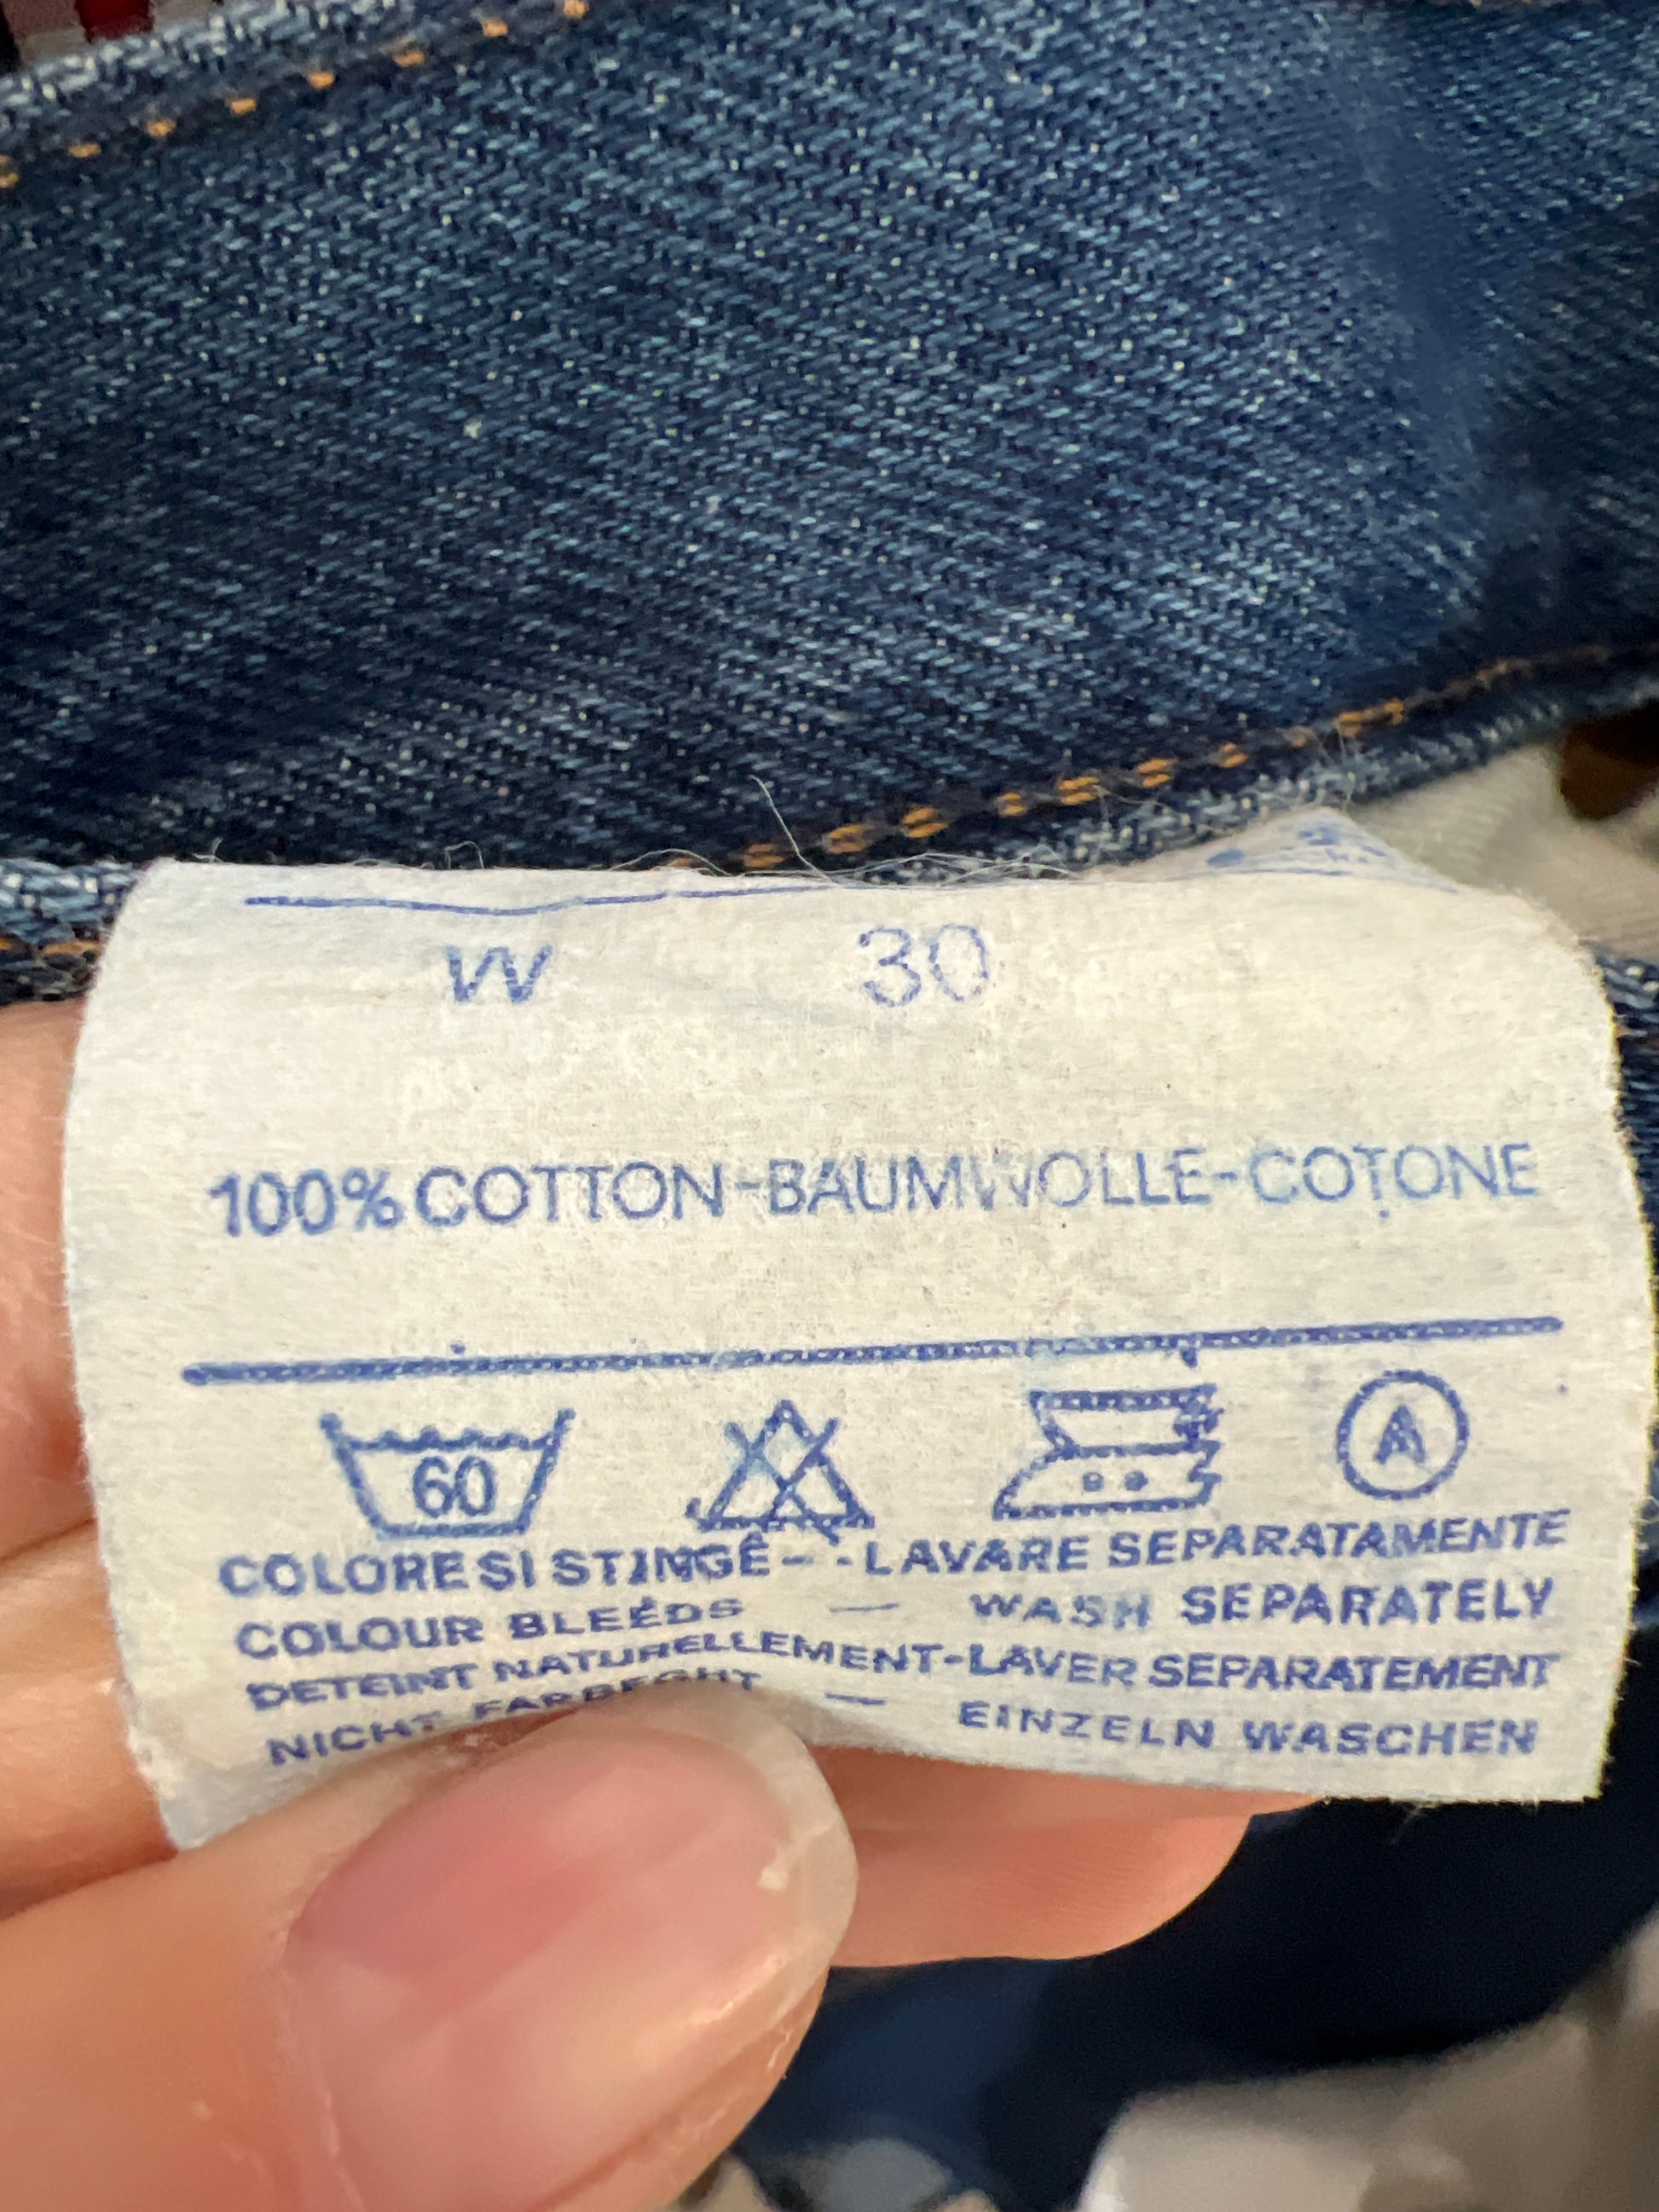 W 30
100% COTTON-BAUMWOLLE-COTONE
60 A
COLORE SI STINGE - - LAVARE SEPARATAMENTE
COLOUR BLEEDS — WASH SEPARATELY
DETEINT NATURELLEMENT-LAVER SEPARATEMENT
NICHT FARBEGHT — EINZELN WASCHEN